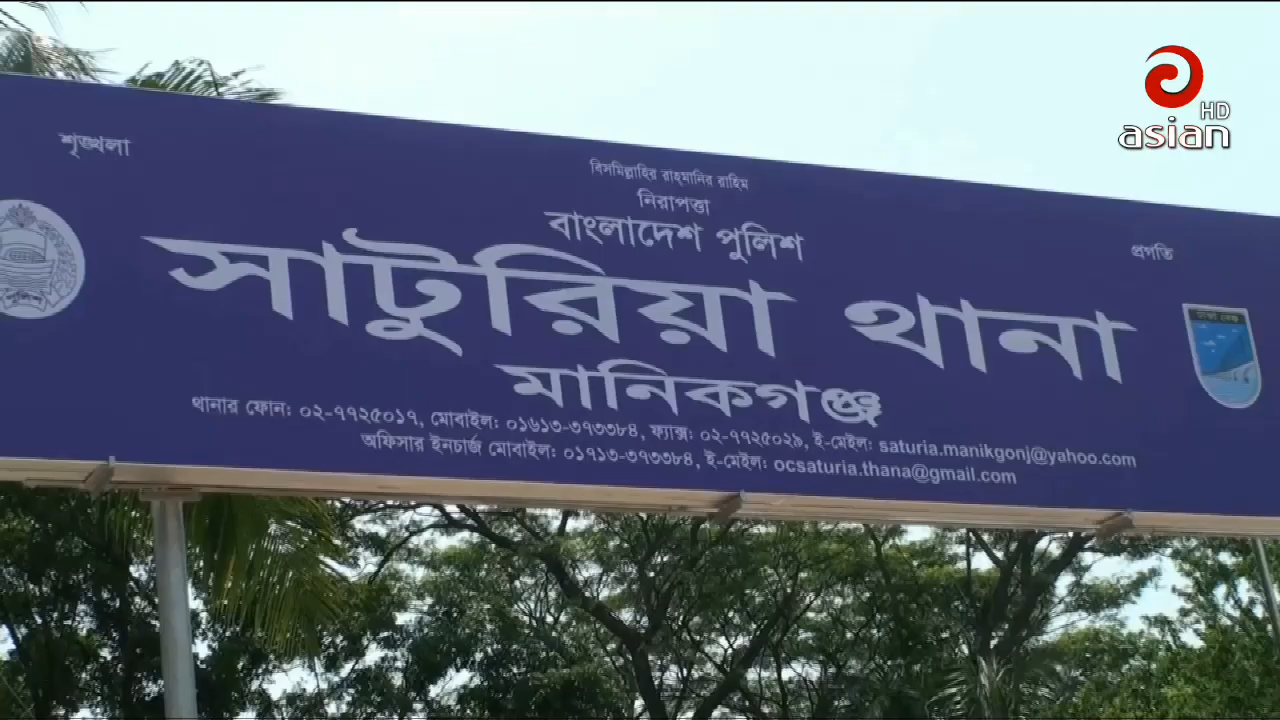 asian HD
শৃঙ্খলা
বিসমিল্লাহির রাহমানির রাহিম
নিরাপত্তা
বাংলাদেশ পুলিশ
প্রগতি
সাটুরিয়া থানা
মানিকগঞ্জ
থানার ফোন: ০২-৭৭২৫০১৭, মোবাইল: ০১৬১৩-৩৭৩৩৮৪, ফ্যাক্স: ০২-৭৭২৫০২৯, ই-মেইল: saturia.manikgonj@yahoo.com
অফিসার ইনচার্জ মোবাইল: ০১৭১৩-৩৭৩৩৮৪, ই-মেইল: ocsaturia.thana@gmail.com
পুলিশ
ঢাকা রেঞ্জ